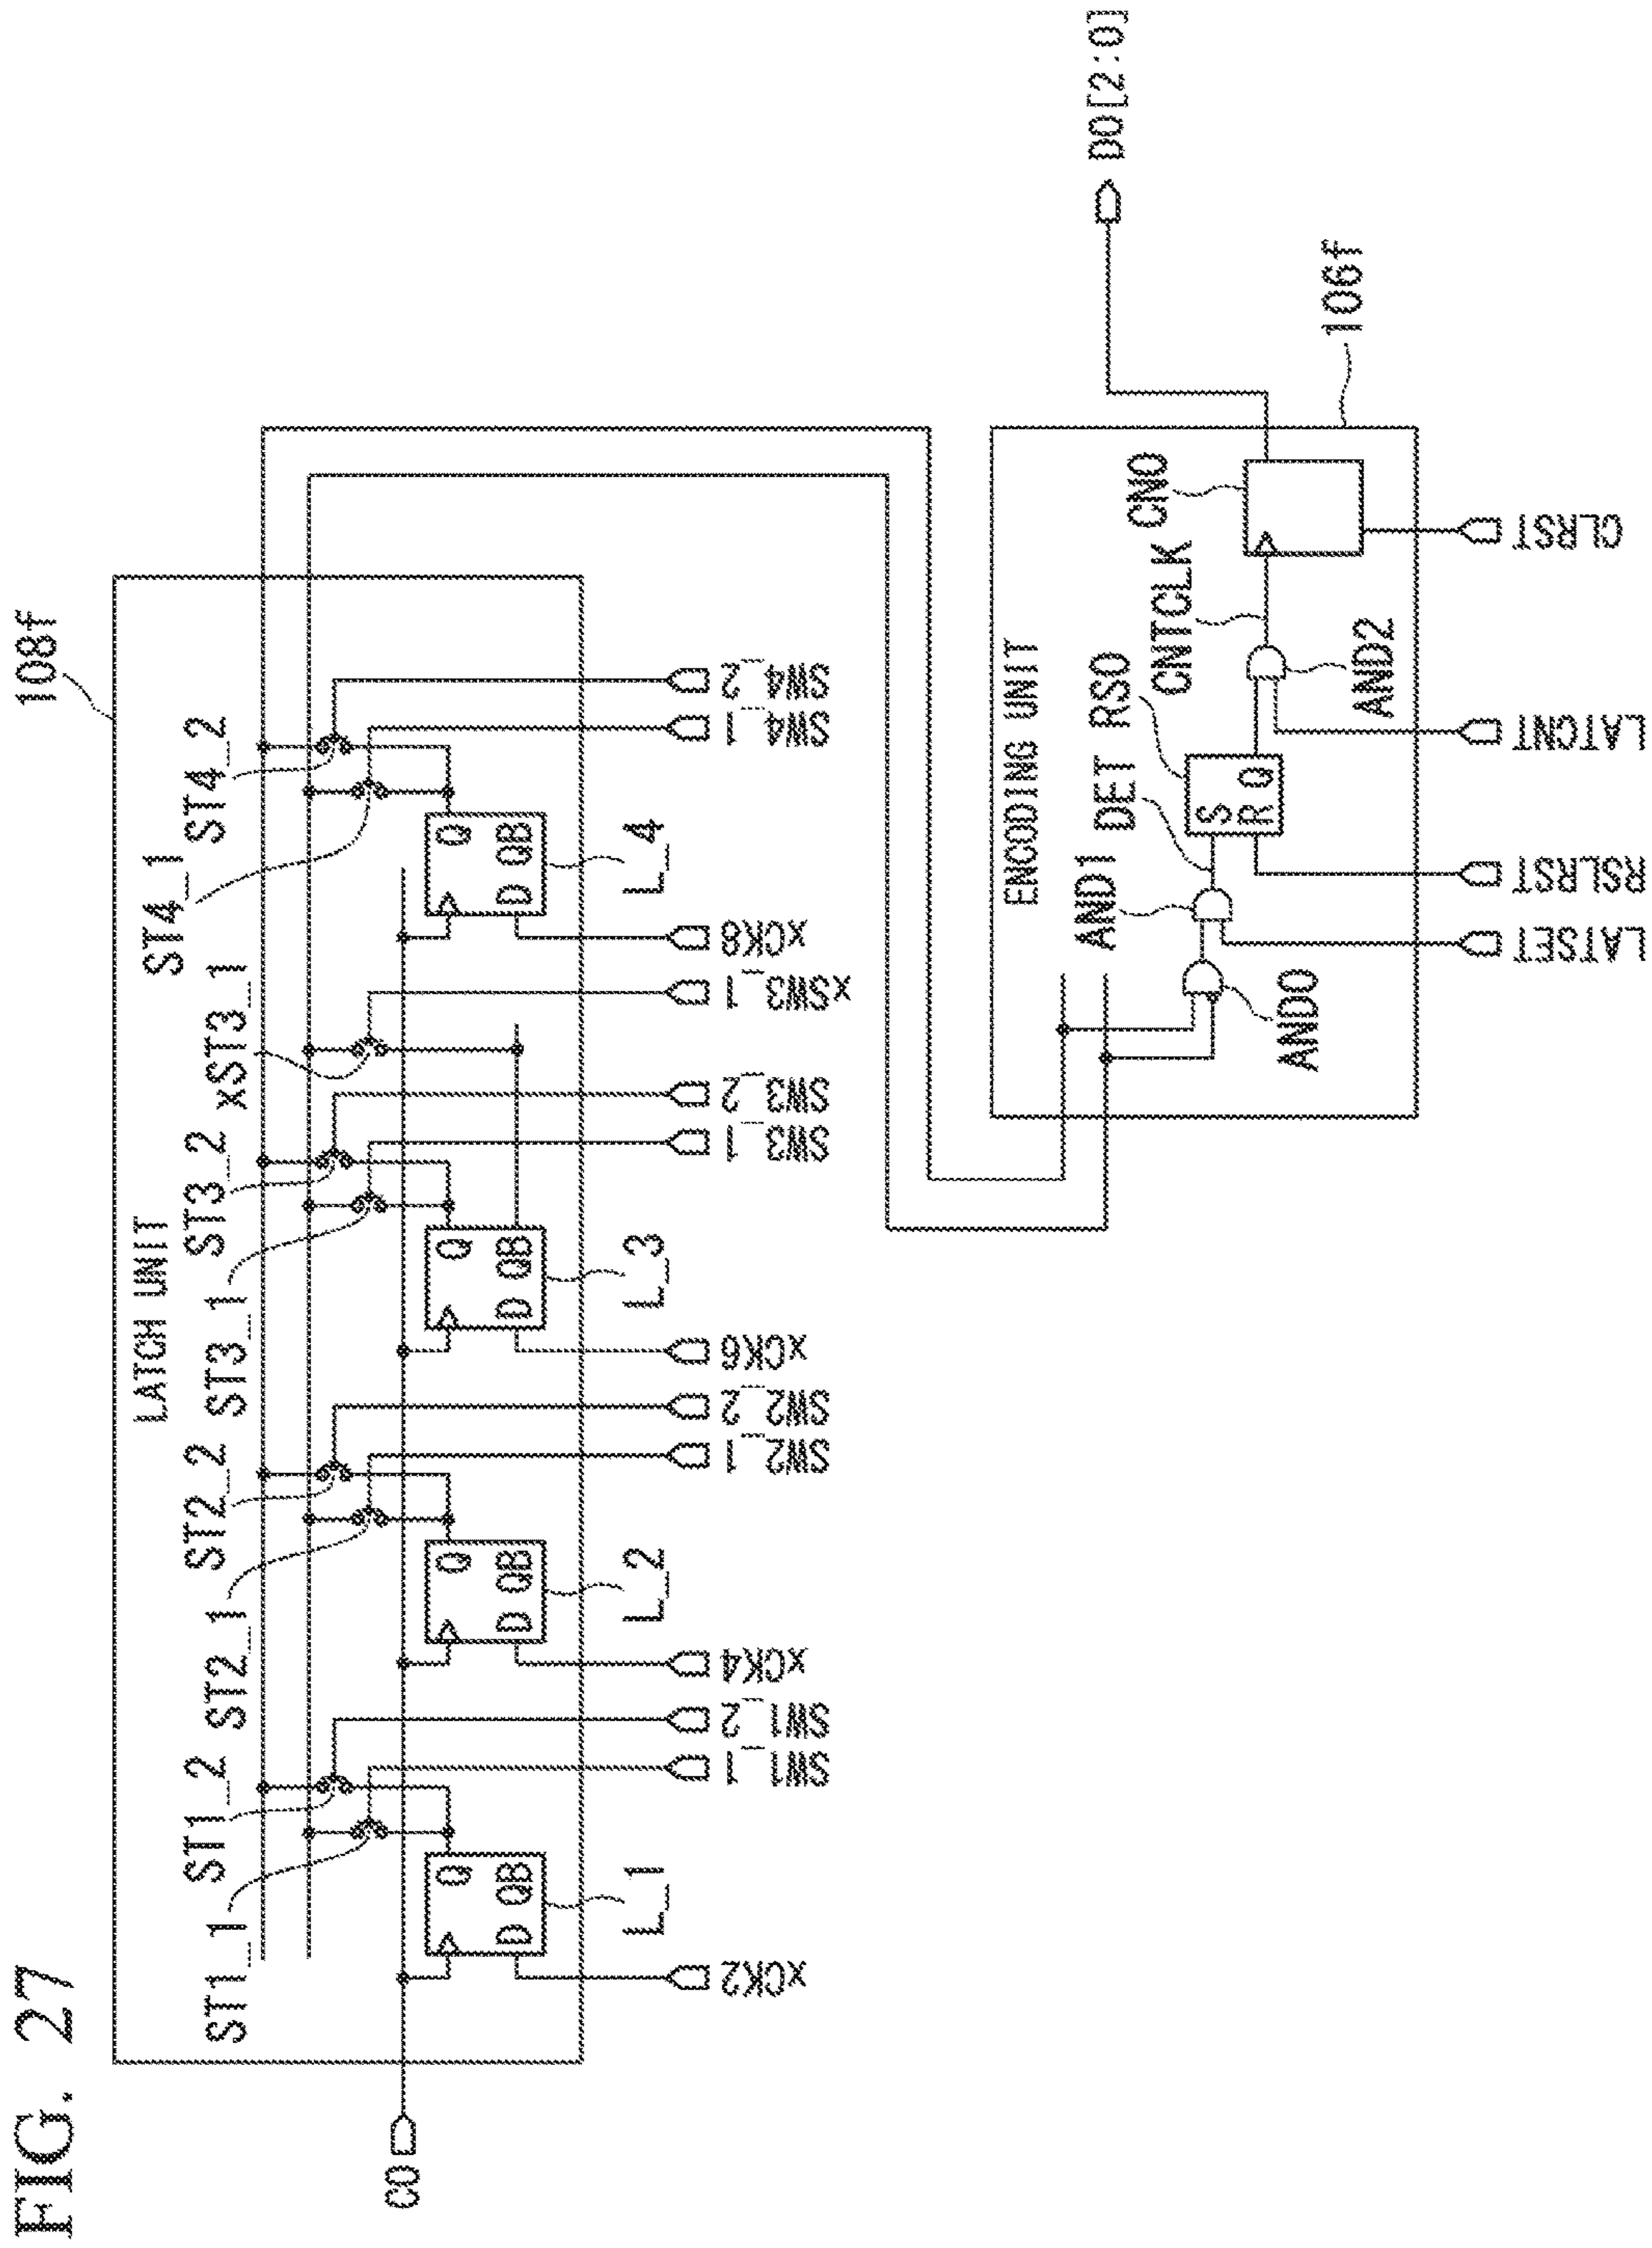 FIG. 27
108f
LATCH UNIT
ST1_1
ST1_2
ST2_1
ST2_2
ST3_1
ST3_2
xST3_1
ST4_1
ST4_2
CO
Q
D QB
L_1
Q
D QB
L_2
Q
D QB
L_3
Q
D QB
L_4
xCK2
SW1_1
SW1_2
xCK4
SW2_1
SW2_2
xCK6
SW3_1
SW3_2
xSW3_1
xCK8
SW4_1
SW4_2
ENCODING UNIT
AND0
AND1
DET
RS0
S
R Q
CNTCLK
CN0
AND2
106f
DO[2:0]
LATSET
RSLRST
LATCNT
CLRST